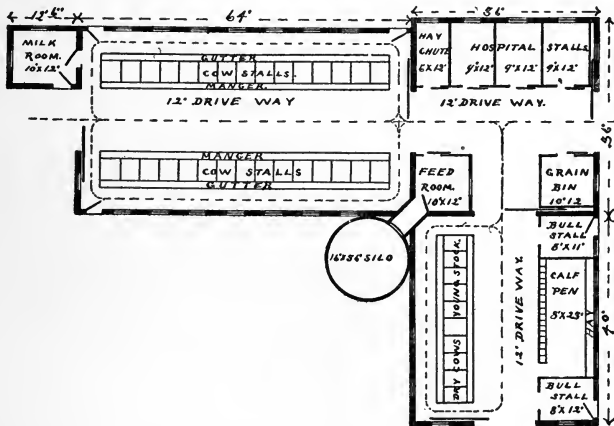 12' 6"
64'
36'
MILK
ROOM.
10'X12'
GUTTER
COW STALLS.
MANGER.
12' DRIVE WAY
HAY
CHUTE
6'X12'
HOSPITAL STALLS
9'X12' 9'X12' 9'X12'
12' DRIVE WAY.
36'
MANGER
COW STALLS
GUTTER
FEED
ROOM.
10'X12'
GRAIN
BIN
10' 12
16'X36' SILO
BULL
STALL
8'X11'
DRY COWS YOUNG STOCK.
12' DRIVE WAY.
CALF
PEN
8'X23'
HAY
40'
BULL
STALL
8'X12'